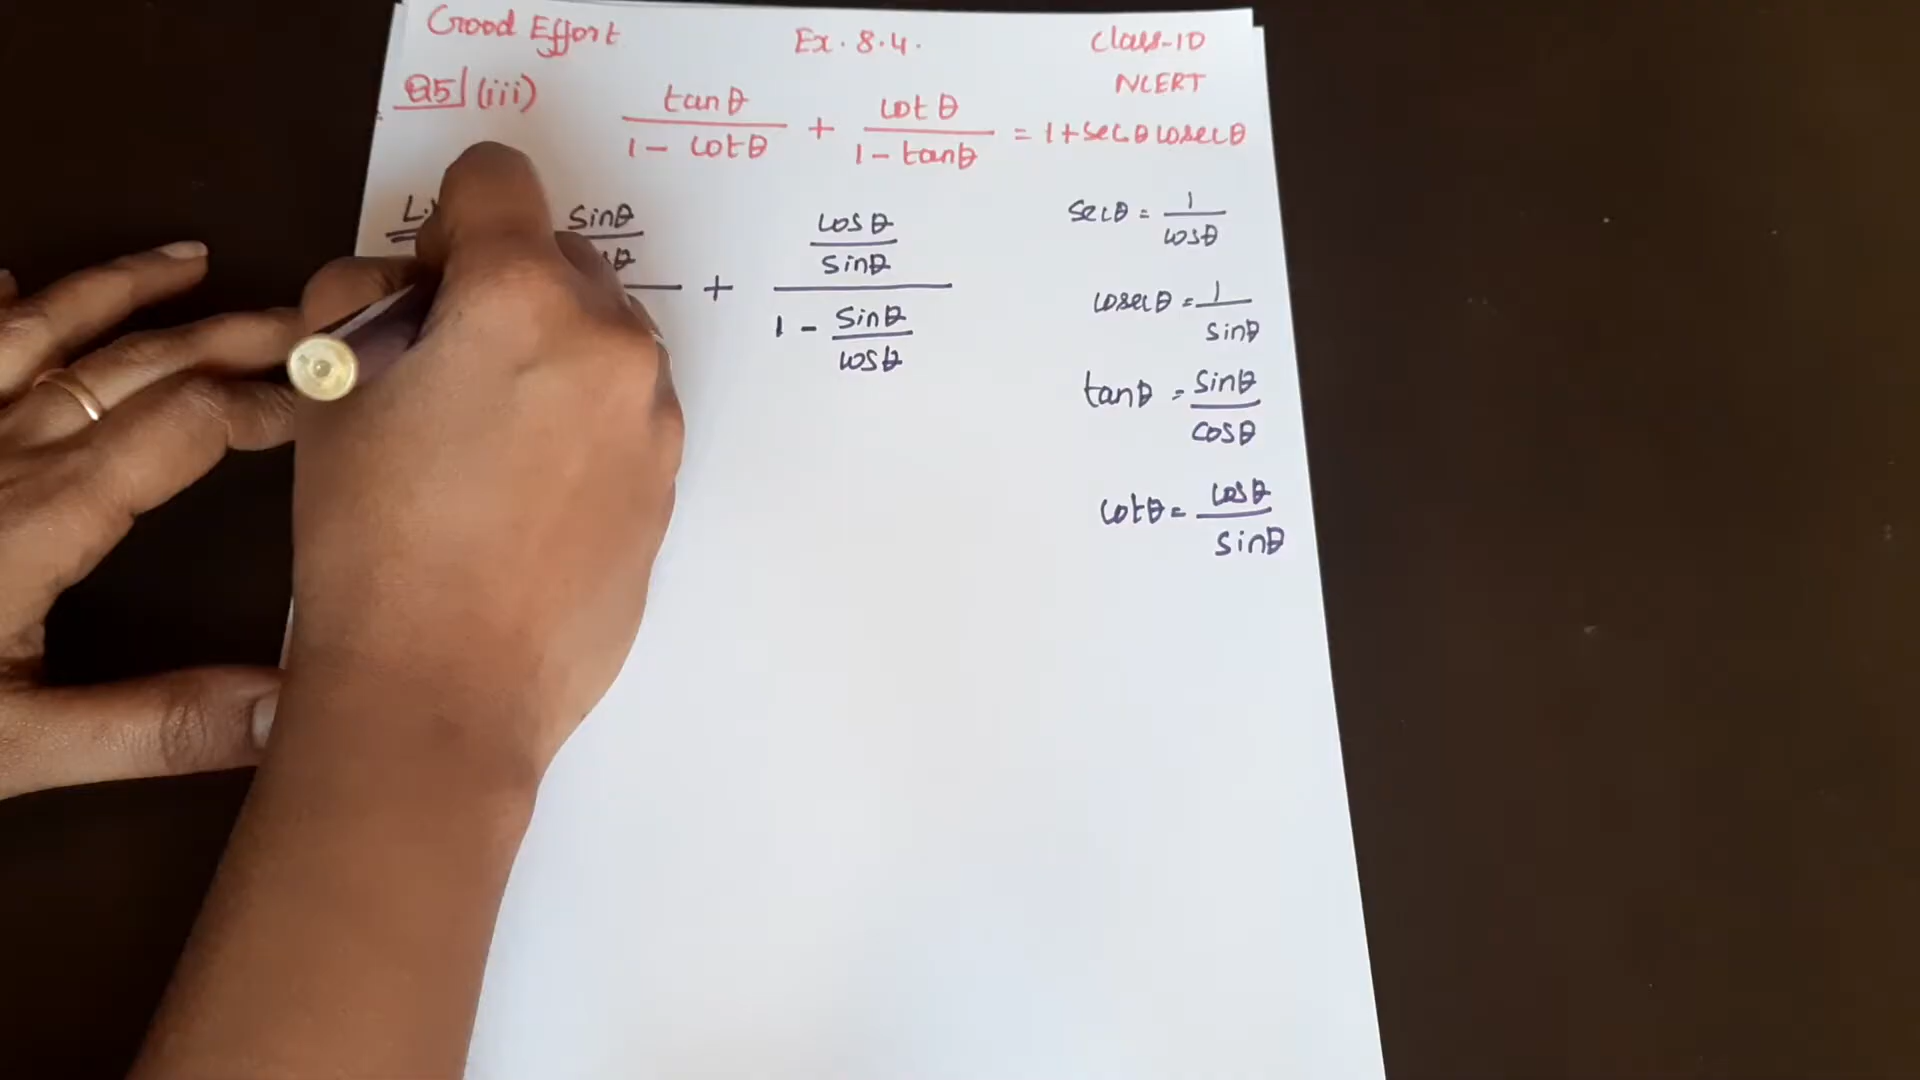 Good Effort Ex. 8.4. Class-10
NCERT
Q5 (iii) tanθ / 1 - cotθ + cotθ / 1 - tanθ = 1 + secθ cosecθ
sinθ / θ + cosθ / sinθ / 1 - sinθ / cosθ
secθ = 1 / cosθ
cosecθ = 1 / sinθ
tanθ = sinθ / cosθ
cotθ = cosθ / sinθ